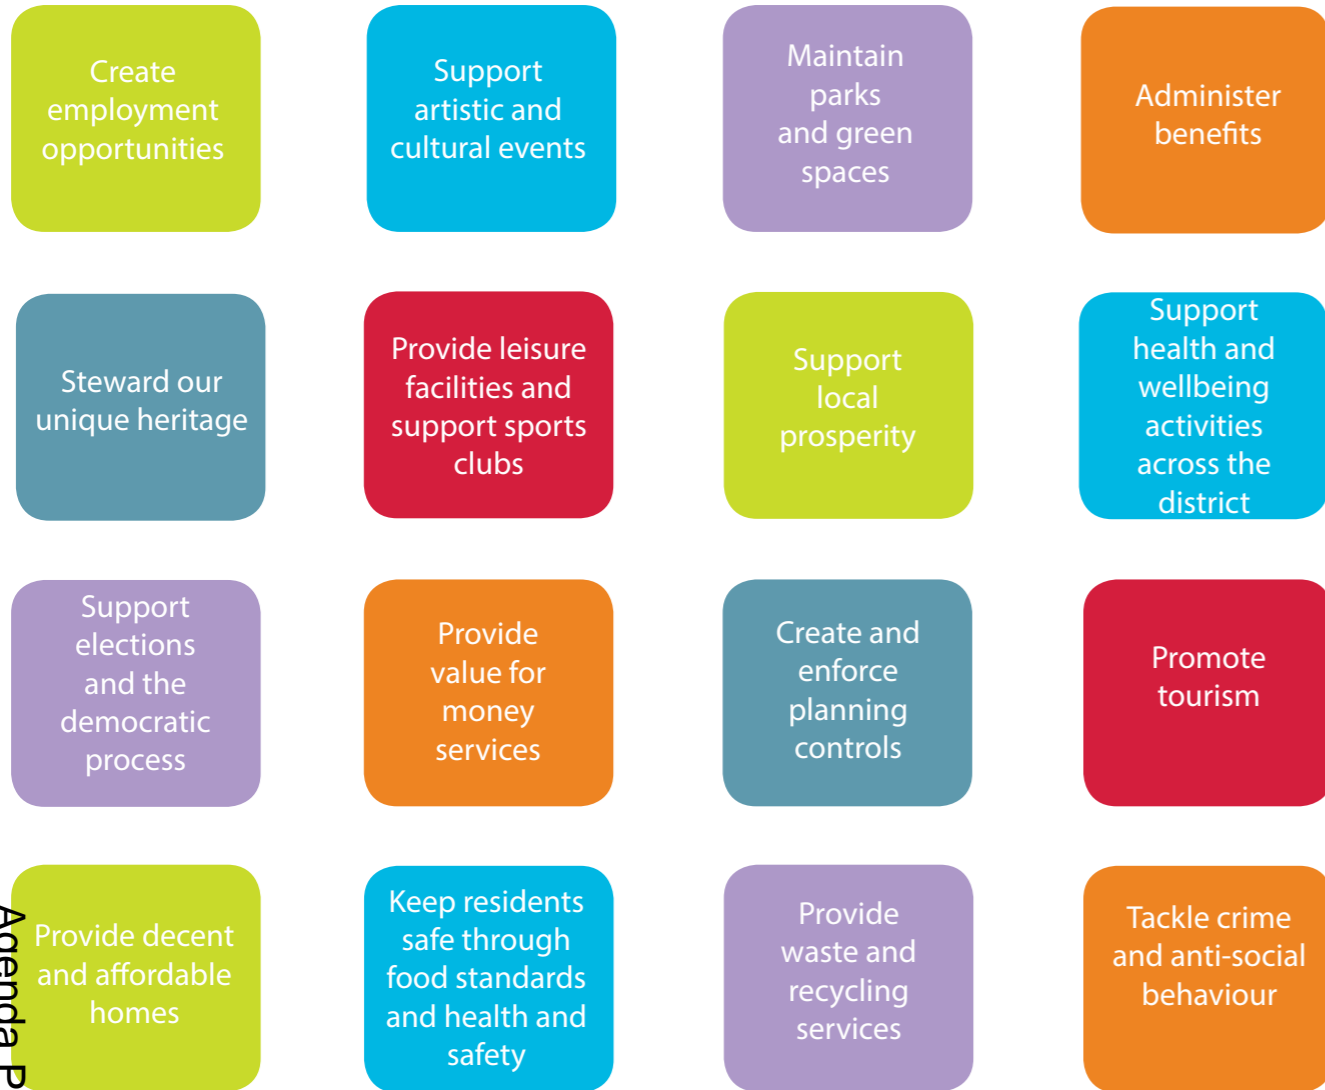 Create
employment
opportunities
Support
artistic and
cultural events
Maintain
parks
and green
spaces
Administer
benefits
Steward our
unique heritage
Provide leisure
facilities and
support sports
clubs
Support
local
prosperity
Support
health and
wellbeing
activities
across the
district
Support
elections
and the
democratic
process
Provide
value for
money
services
Create and
enforce
planning
controls
Promote
tourism
Provide decent
and affordable
homes
Keep residents
safe through
food standards
and health and
safety
Provide
waste and
recycling
services
Tackle crime
and anti-social
behaviour
Agenda P